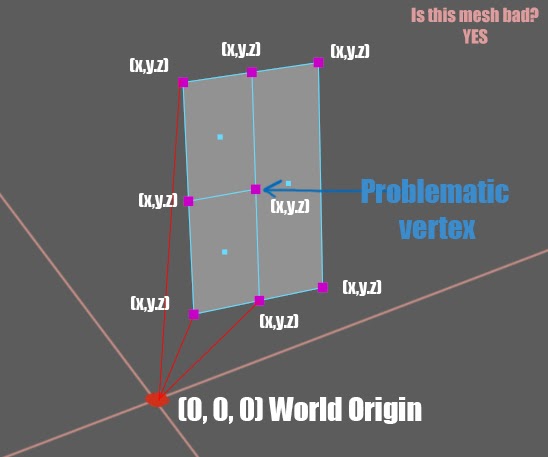 Is this mesh bad?
YES
(x,y.z)
(x,y.z)
(x,y.z)
(x,y.z)
(x,y.z)
Problematic
vertex
(x,y.z)
(x,y.z)
(x,y.z)
(0, 0, 0) World Origin